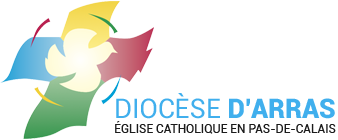 DIOCÈSE D'ARRAS
ÉGLISE CATHOLIQUE EN PAS-DE-CALAIS